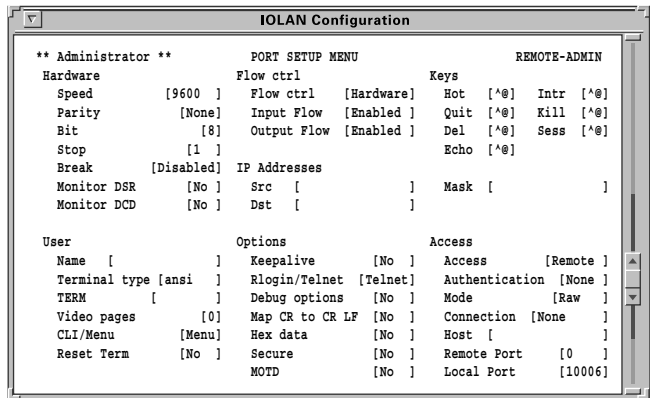 IOLAN Configuration
** Administrator ** PORT SETUP MENU REMOTE-ADMIN
Hardware Flow ctrl Keys
Speed [9600 ] Flow ctrl [Hardware] Hot [^@] Intr [^@]
Parity [None] Input Flow [Enabled ] Quit [^@] Kill [^@]
Bit [8] Output Flow [Enabled ] Del [^@] Sess [^@]
Stop [1 ] Echo [^@]
Break [Disabled] IP Addresses
Monitor DSR [No ] Src [ ] Mask [ ]
Monitor DCD [No ] Dst [ ]
User Options Access
Name [ ] Keepalive [No ] Access [Remote ]
Terminal type [ansi ] Rlogin/Telnet [Telnet] Authentication [None ]
TERM [ ] Debug options [No ] Mode [Raw ]
Video pages [0] Map CR to CR LF [No ] Connection [None ]
CLI/Menu [Menu] Hex data [No ] Host [ ]
Reset Term [No ] Secure [No ] Remote Port [0 ]
MOTD [No ] Local Port [10006]